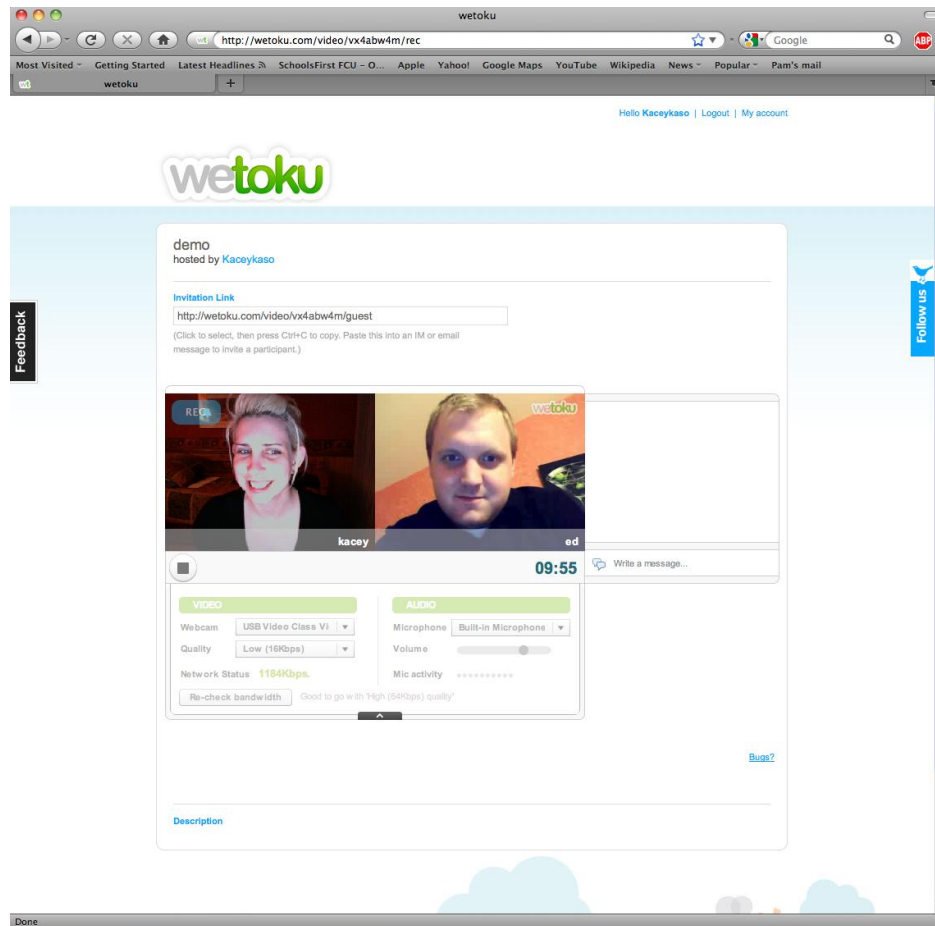 wetoku
http://wetoku.com/video/vx4abw4m/rec
Google
ABP
Most Visited Getting Started Latest Headlines SchoolsFirst FCU – O... Apple Yahoo! Google Maps YouTube Wikipedia News Popular Pam's mail
wt wetoku +
Hello Kaceykaso | Logout | My account
wetoku
demo
hosted by Kaceykaso
Invitation Link
http://wetoku.com/video/vx4abw4m/guest
(Click to select, then press Ctrl+C to copy. Paste this into an IM or email
message to invite a participant.)
Feedback
Follow us
REC
wetoku
kacey
ed
09:55
Write a message...
VIDEO
Webcam USB Video Class Vi
Quality Low (16Kbps)
Network Status 1184Kbps.
Re-check bandwidth Good to go with 'High (64Kbps) quality'
AUDIO
Microphone Built-in Microphone
Volume
Mic activity
Bugs?
Description
Done